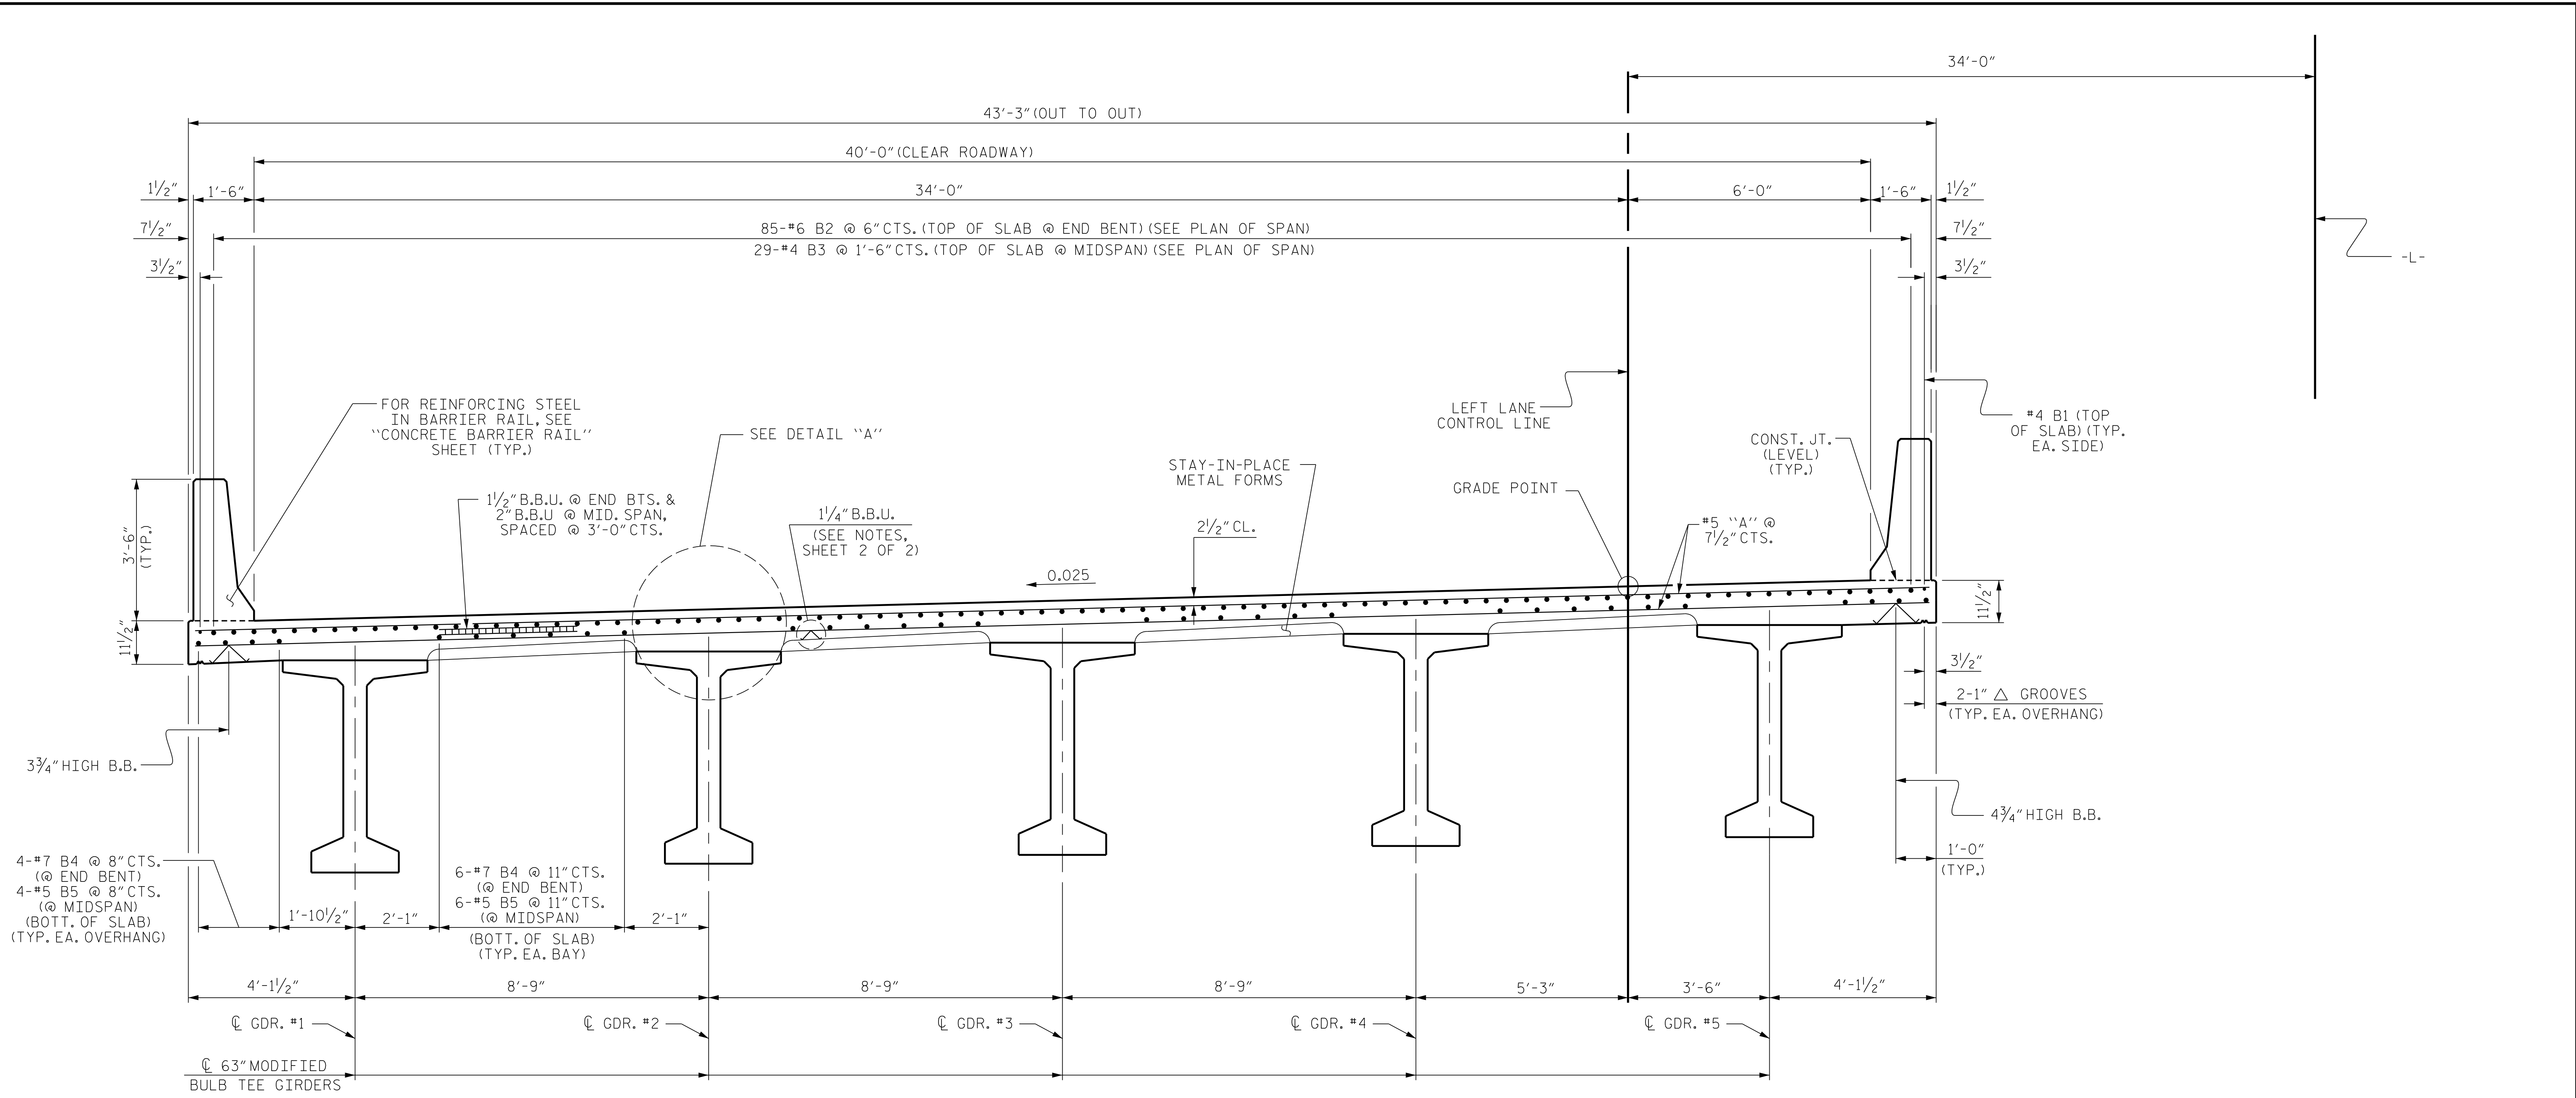 34'-0"
43'-3"(OUT TO OUT)
40'-0"(CLEAR ROADWAY)
1½"
1'-6"
34'-0"
6'-0"
1'-6"
1½"
7½"
85-#6 B2 @ 6"CTS.(TOP OF SLAB @ END BENT)(SEE PLAN OF SPAN)
29-#4 B3 @ 1'-6"CTS.(TOP OF SLAB @ MIDSPAN)(SEE PLAN OF SPAN)
7½"
3½"
3½"
-L-
FOR REINFORCING STEEL
IN BARRIER RAIL, SEE
``CONCRETE BARRIER RAIL''
SHEET (TYP.)
SEE DETAIL ``A''
LEFT LANE
CONTROL LINE
#4 B1 (TOP
OF SLAB)(TYP.
EA. SIDE)
CONST. JT.
(LEVEL)
(TYP.)
STAY-IN-PLACE
METAL FORMS
GRADE POINT
1½"B.B.U. @ END BTS. &
2"B.B.U @ MID. SPAN,
SPACED @ 3'-0"CTS.
1¼"B.B.U.
(SEE NOTES,
SHEET 2 OF 2)
2½"CL.
#5 ``A'' @
7½"CTS.
3'-6"
(TYP.)
0.025
11½"
11½"
3½"
2-1" △ GROOVES
(TYP. EA. OVERHANG)
3¾"HIGH B.B.
4¾"HIGH B.B.
1'-0"
(TYP.)
4-#7 B4 @ 8"CTS.
(@ END BENT)
4-#5 B5 @ 8"CTS.
(@ MIDSPAN)
(BOTT. OF SLAB)
(TYP. EA. OVERHANG)
1'-10½"
2'-1"
6-#7 B4 @ 11"CTS.
(@ END BENT)
6-#5 B5 @ 11"CTS.
(@ MIDSPAN)
(BOTT. OF SLAB)
(TYP. EA. BAY)
2'-1"
4'-1½"
8'-9"
8'-9"
8'-9"
5'-3"
3'-6"
4'-1½"
℄ GDR. #1
℄ GDR. #2
℄ GDR. #3
℄ GDR. #4
℄ GDR. #5
℄ 63"MODIFIED
BULB TEE GIRDERS